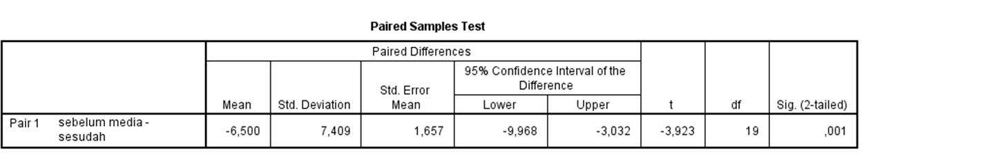 Paired Samples Test
Paired Differences
95% Confidence Interval of the
Difference
Mean Std. Deviation Std. Error
Mean Lower Upper t df Sig. (2-tailed)
Pair 1 sebelum media -
sesudah -6,500 7,409 1,657 -9,968 -3,032 -3,923 19 ,001